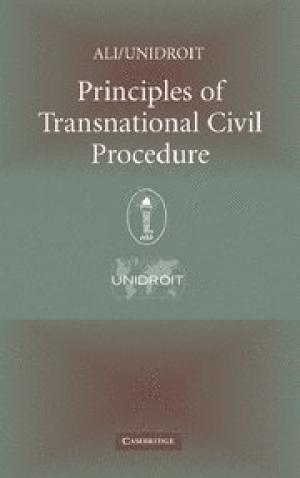 ALI/UNIDROIT
Principles of
Transnational Civil
Procedure
UNIDROIT
CAMBRIDGE